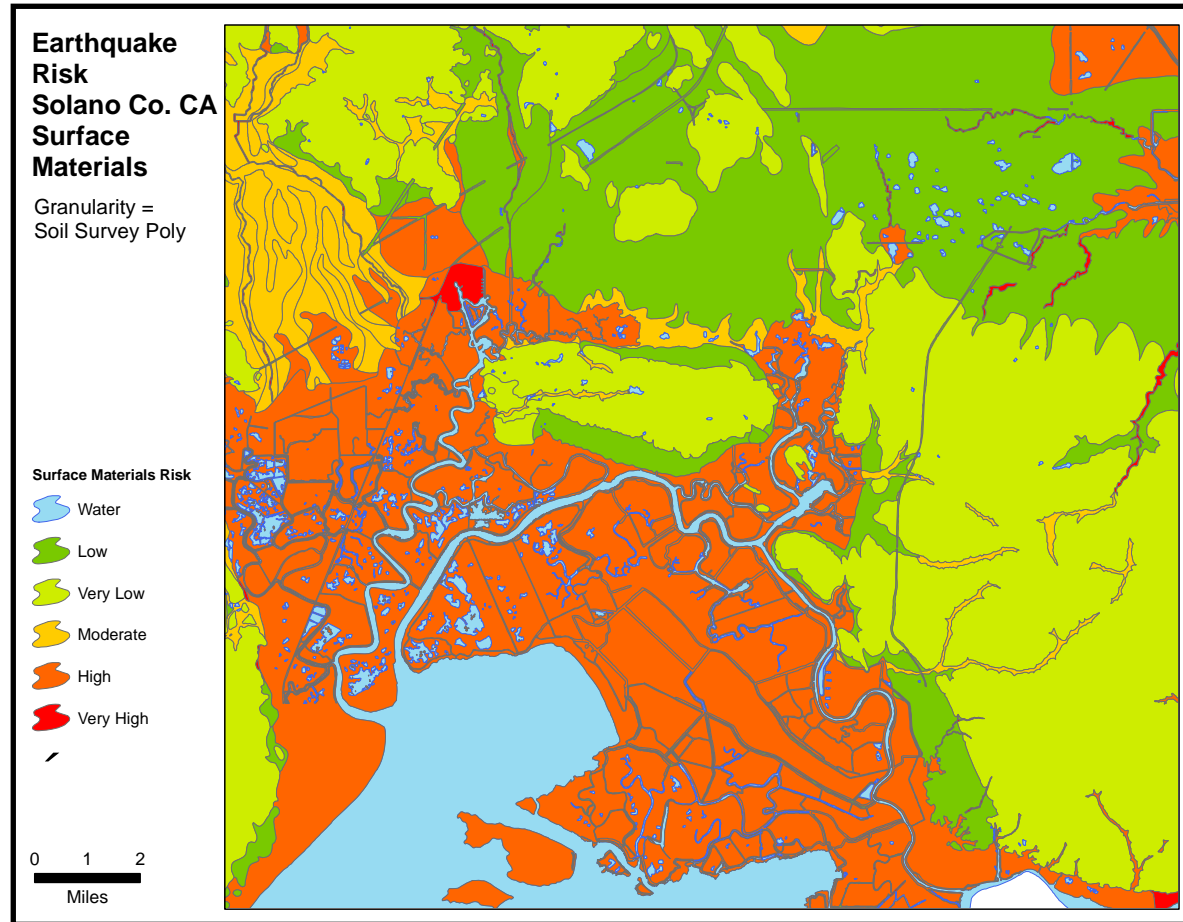 Earthquake
Risk
Solano Co. CA
Surface
Materials
Granularity =
Soil Survey Poly
Surface Materials Risk
Water
Low
Very Low
Moderate
High
Very High
0 1 2
Miles